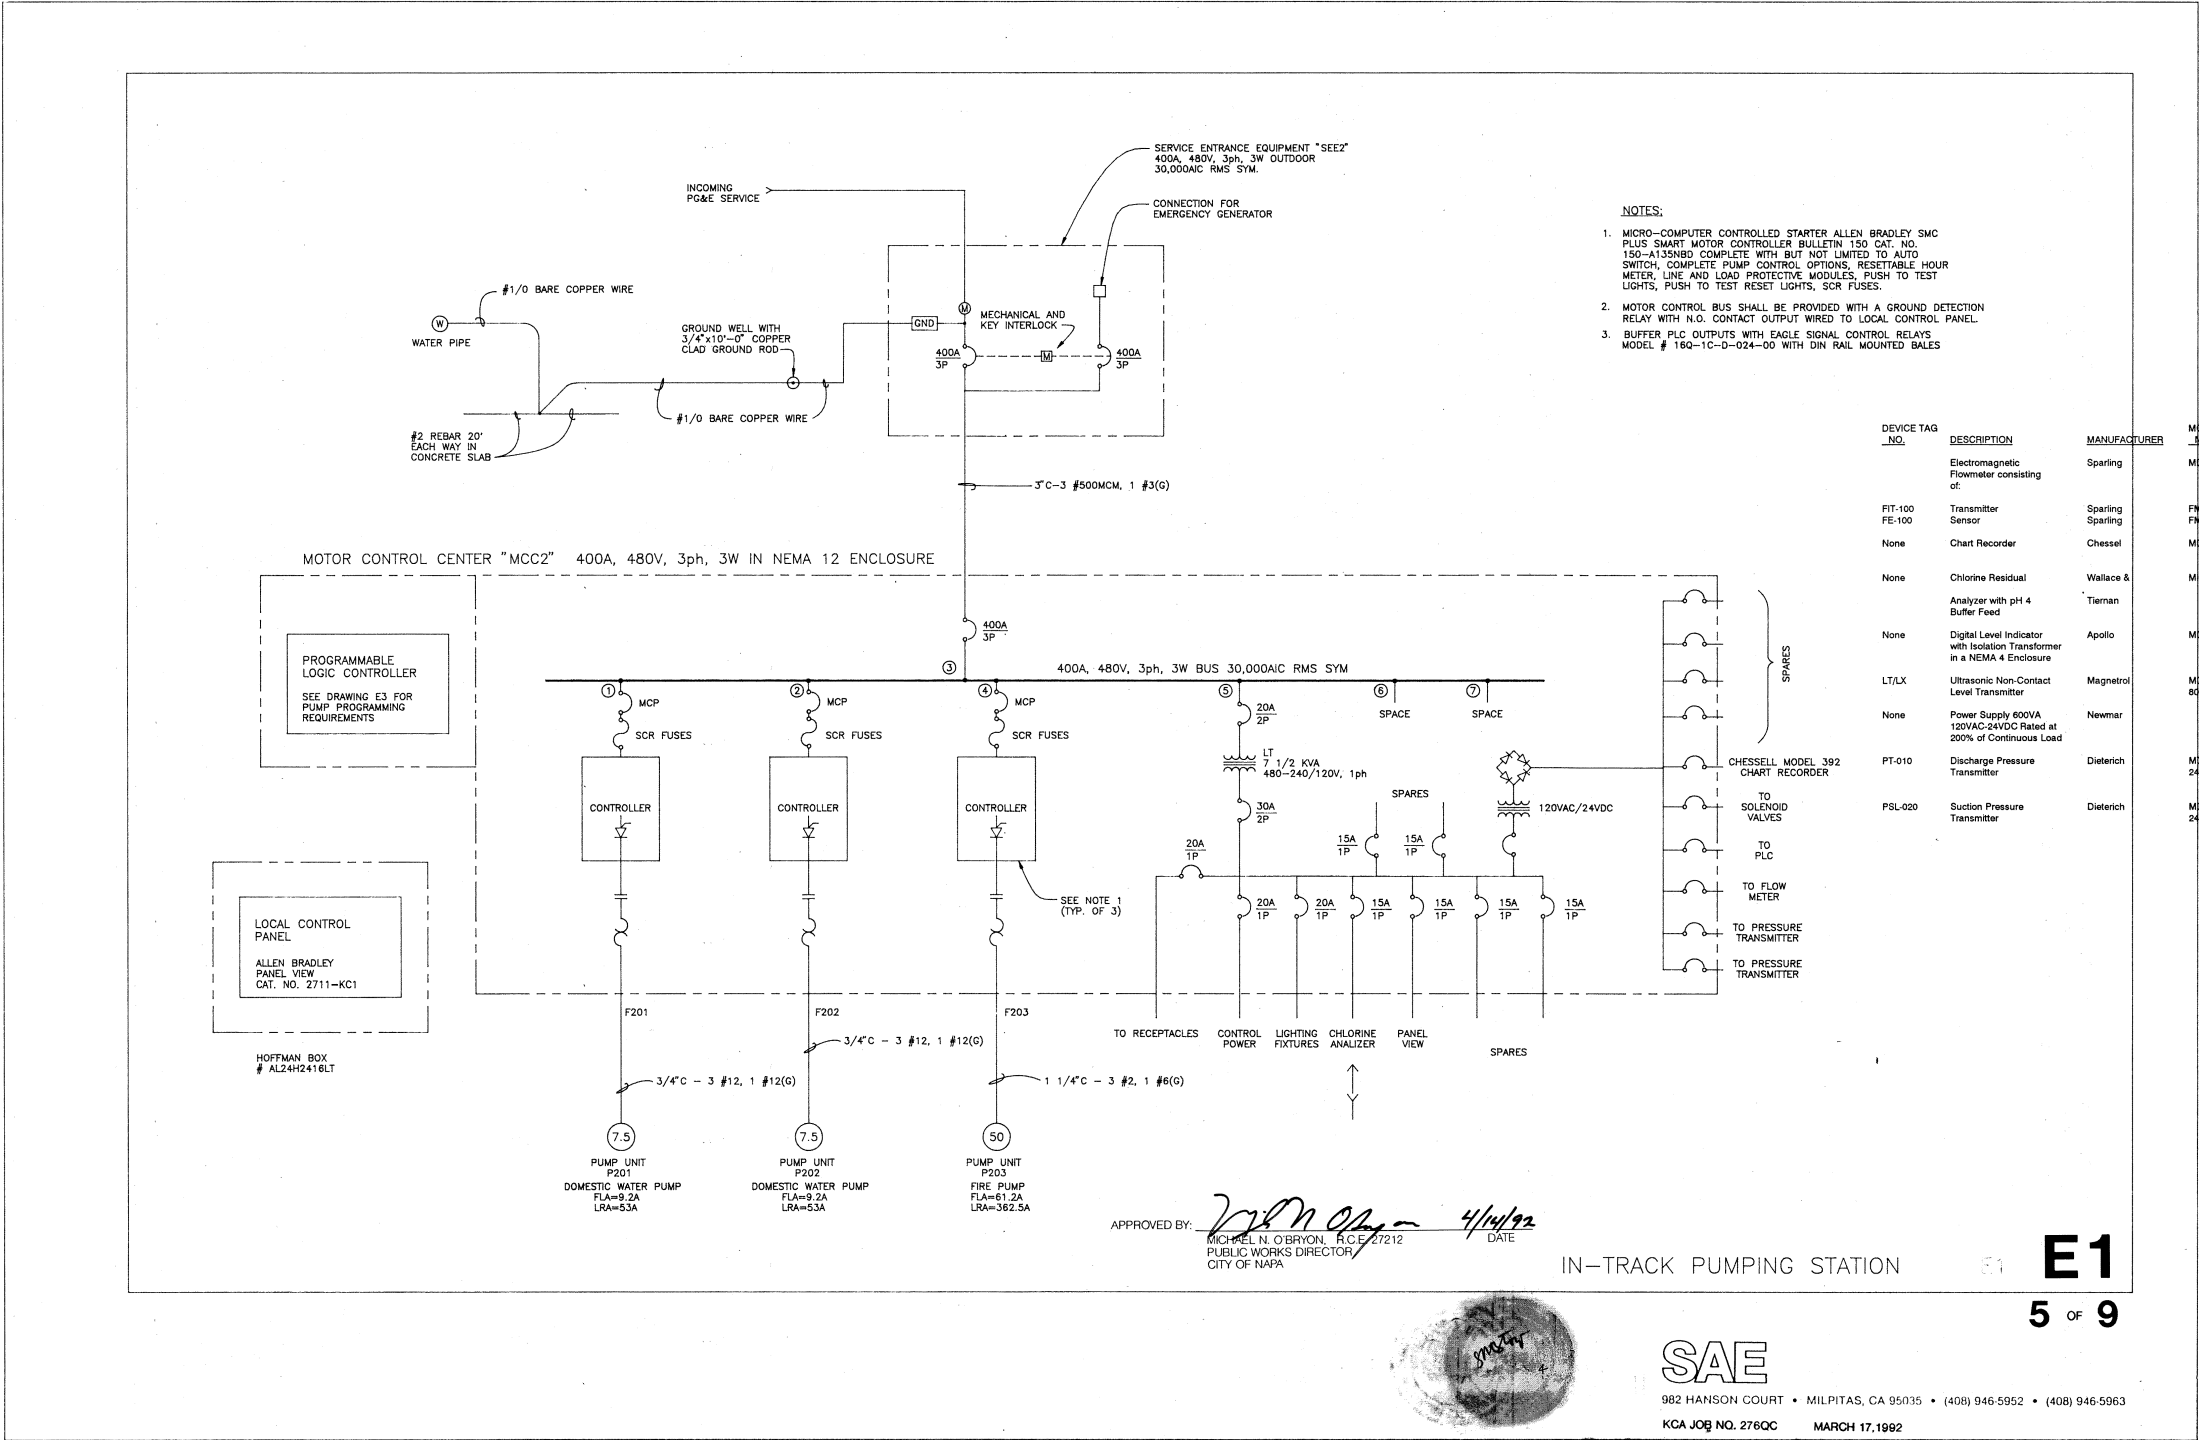 SERVICE ENTRANCE EQUIPMENT "SEE2"
400A, 480V, 3ph, 3W OUTDOOR
30,000AIC RMS SYM.
INCOMING
PG&E SERVICE
CONNECTION FOR
EMERGENCY GENERATOR
#1/0 BARE COPPER WIRE
W
WATER PIPE
GROUND WELL WITH
3/4"x10'-0" COPPER
CLAD GROUND ROD
GND
M
MECHANICAL AND
KEY INTERLOCK
400A
3P
M
400A
3P
#1/0 BARE COPPER WIRE
#2 REBAR 20'
EACH WAY IN
CONCRETE SLAB
3"C-3 #500MCM, 1 #3(G)
NOTES:
1. MICRO-COMPUTER CONTROLLED STARTER ALLEN BRADLEY SMC
PLUS SMART MOTOR CONTROLLER BULLETIN 150 CAT. NO.
150-A135NBD COMPLETE WITH BUT NOT LIMITED TO AUTO
SWITCH, COMPLETE PUMP CONTROL OPTIONS, RESETTABLE HOUR
METER, LINE AND LOAD PROTECTIVE MODULES, PUSH TO TEST
LIGHTS, PUSH TO TEST RESET LIGHTS, SCR FUSES.
2. MOTOR CONTROL BUS SHALL BE PROVIDED WITH A GROUND DETECTION
RELAY WITH N.O. CONTACT OUTPUT WIRED TO LOCAL CONTROL PANEL.
3. BUFFER PLC OUTPUTS WITH EAGLE SIGNAL CONTROL RELAYS
MODEL # 16Q-1C-D-024-00 WITH DIN RAIL MOUNTED BALES
DEVICE TAG
NO. DESCRIPTION MANUFACTURER
Electromagnetic Sparling
Flowmeter consisting
of:
FIT-100 Transmitter Sparling
FE-100 Sensor Sparling
None Chart Recorder Chessel
None Chlorine Residual Wallace &
Analyzer with pH 4 Tiernan
Buffer Feed
None Digital Level Indicator Apollo
with Isolation Transformer
in a NEMA 4 Enclosure
LT/LX Ultrasonic Non-Contact Magnetrol
Level Transmitter
None Power Supply 600VA Newmar
120VAC-24VDC Rated at
200% of Continuous Load
PT-010 Discharge Pressure Dieterich
Transmitter
PSL-020 Suction Pressure Dieterich
Transmitter
MOTOR CONTROL CENTER "MCC2" 400A, 480V, 3ph, 3W IN NEMA 12 ENCLOSURE
PROGRAMMABLE
LOGIC CONTROLLER
SEE DRAWING E3 FOR
PUMP PROGRAMMING
REQUIREMENTS
400A
3P
3
400A, 480V, 3ph, 3W BUS 30,000AIC RMS SYM
1
MCP
SCR FUSES
CONTROLLER
2
MCP
SCR FUSES
CONTROLLER
4
MCP
SCR FUSES
CONTROLLER
SEE NOTE 1
(TYP. OF 3)
5
20A
2P
LT
7 1/2 KVA
480-240/120V, 1ph
30A
2P
6
SPACE
7
SPACE
SPARES
120VAC/24VDC
20A
1P
15A
1P
15A
1P
20A
1P
20A
1P
15A
1P
15A
1P
15A
1P
15A
1P
SPARES
CHESSELL MODEL 392
CHART RECORDER
TO
SOLENOID
VALVES
TO
PLC
TO FLOW
METER
TO PRESSURE
TRANSMITTER
TO PRESSURE
TRANSMITTER
LOCAL CONTROL
PANEL
ALLEN BRADLEY
PANEL VIEW
CAT. NO. 2711-KC1
HOFFMAN BOX
# AL24H2416LT
F201
F202
F203
3/4"C - 3 #12, 1 #12(G)
3/4"C - 3 #12, 1 #12(G)
1 1/4"C - 3 #2, 1 #6(G)
TO RECEPTACLES
CONTROL
POWER
LIGHTING
FIXTURES
CHLORINE
ANALIZER
PANEL
VIEW
SPARES
7.5
PUMP UNIT
P201
DOMESTIC WATER PUMP
FLA=9.2A
LRA=53A
7.5
PUMP UNIT
P202
DOMESTIC WATER PUMP
FLA=9.2A
LRA=53A
50
PUMP UNIT
P203
FIRE PUMP
FLA=61.2A
LRA=362.5A
APPROVED BY: 4/14/92
MICHAEL N. O'BRYON, R.C.E. 27212 DATE
PUBLIC WORKS DIRECTOR
CITY OF NAPA
IN-TRACK PUMPING STATION E1 E1
5 OF 9
SAE
982 HANSON COURT • MILPITAS, CA 95035 • (408) 946-5952 • (408) 946-5963
KCA JOB NO. 276QC MARCH 17,1992